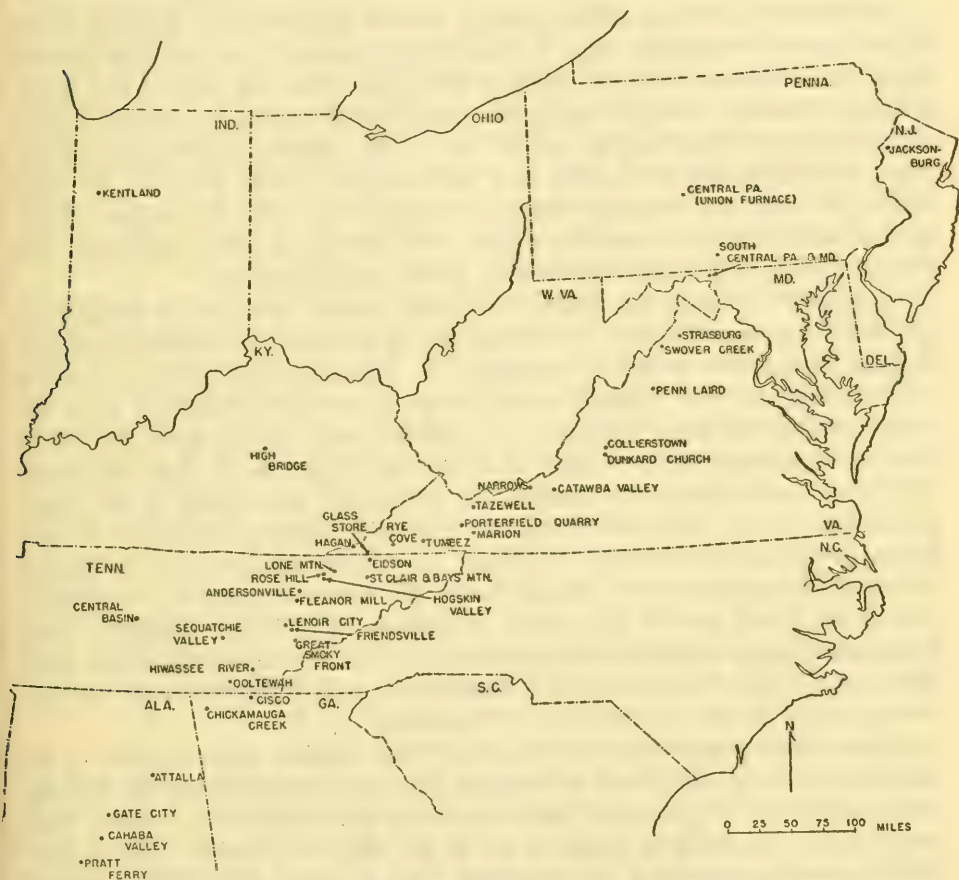 PENNA.
OHIO
IND.
N.J.
JACKSON-
BURG
KENTLAND
CENTRAL PA.
(UNION FURNACE)
SOUTH
CENTRAL PA. & MD.
MD.
W. VA.
STRASBURG
SWOVER CREEK
KY.
DEL.
PENN LAIRD
COLLIERSTOWN
DUNKARD CHURCH
HIGH
BRIDGE
NARROWS
CATAWBA VALLEY
TAZEWELL
GLASS
STORE
RYE
COVE
PORTERFIELD QUARRY
MARION
VA.
HAGAN
TUMBEZ
N.C.
TENN.
LONE MTN.
EIDSON
ROSE HILL
ST. CLAIR & BAYS MTN.
ANDERSONVILLE
FLEANOR MILL
HOGSKIN
VALLEY
CENTRAL
BASIN
LENOIR CITY
SEQUATCHIE
VALLEY
FRIENDSVILLE
GREAT
SMOKY
FRONT
HIWASSEE RIVER
OOLTEWAH
S.C.
CISCO
ALA.
GA.
CHICKAMAUGA
CREEK
N
ATTALLA
GATE CITY
CAHABA
VALLEY
PRATT
FERRY
0 25 50 75 100 MILES